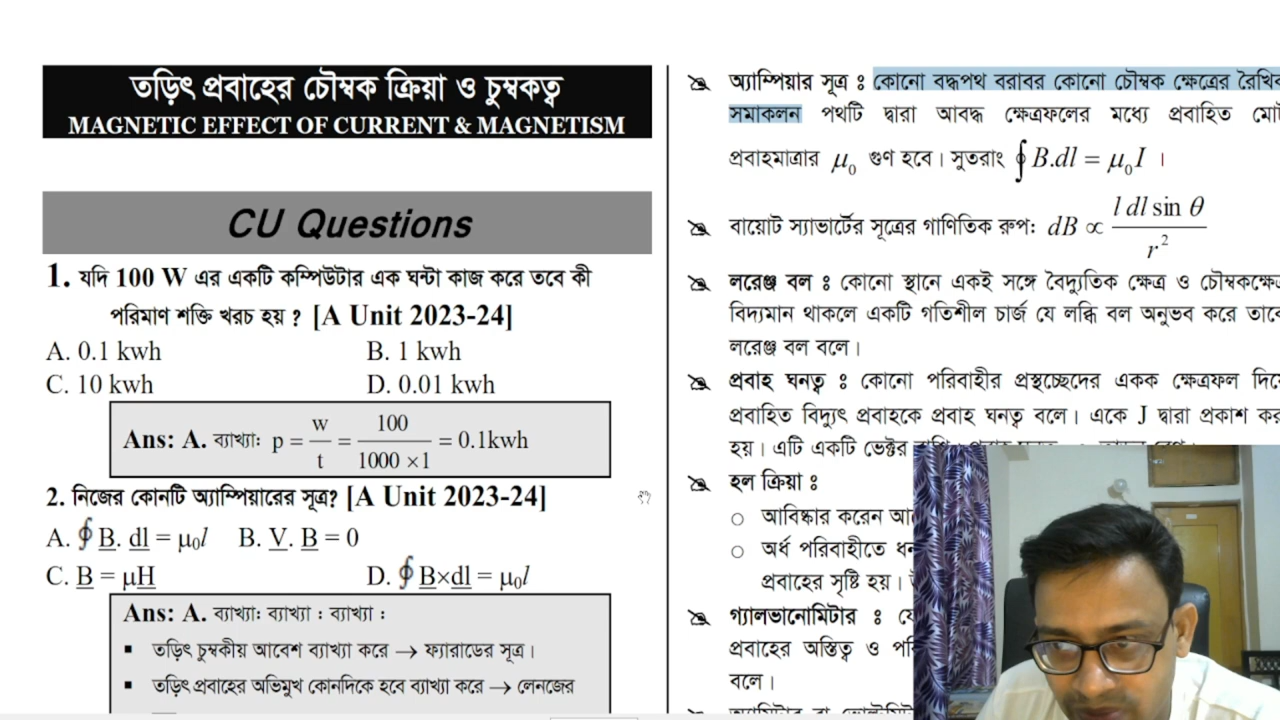 তড়িৎ প্রবাহের চৌম্বক ক্রিয়া ও চুম্বকত্ব
MAGNETIC EFFECT OF CURRENT & MAGNETISM
CU Questions
1. যদি 100 W এর একটি কম্পিউটার এক ঘন্টা কাজ করে তবে কী
পরিমাণ শক্তি খরচ হয় ? [A Unit 2023-24]
A. 0.1 kwh B. 1 kwh
C. 10 kwh D. 0.01 kwh
Ans: A. ব্যাখ্যাঃ p = w/t = 100/(1000 ×1) = 0.1kwh
2. নিজের কোনটি অ্যাম্পিয়ারের সূত্র? [A Unit 2023-24]
A. ∮ B. dl = μ₀l B. V. B = 0
C. B = μH D. ∮ B×dl = μ₀l
Ans: A. ব্যাখ্যাঃ ব্যাখ্যা : ব্যাখ্যা :
▪ তড়িৎ চুম্বকীয় আবেশ ব্যাখ্যা করে → ফ্যারাডের সূত্র।
▪ তড়িৎ প্রবাহের অভিমুখ কোনদিকে হবে ব্যাখ্যা করে → লেনজের
অ্যাম্পিয়ার সূত্র ঃ কোনো বদ্ধপথ বরাবর কোনো চৌম্বক ক্ষেত্রের রৈখিক
সমাকলন পথটি দ্বারা আবদ্ধ ক্ষেত্রফলের মধ্যে প্রবাহিত মোট
প্রবাহমাত্রার μ₀ গুণ হবে। সুতরাং ∮ B.dl = μ₀I ।
বায়োট স্যাভার্টের সূত্রের গাণিতিক রুপঃ dB ∝ l dl sin θ / r²
লরেঞ্জ বল ঃ কোনো স্থানে একই সঙ্গে বৈদ্যুতিক ক্ষেত্র ও চৌম্বকক্ষেত্র
বিদ্যমান থাকলে একটি গতিশীল চার্জ যে লব্ধি বল অনুভব করে তাকে
লরেঞ্জ বল বলে।
প্রবাহ ঘনত্ব ঃ কোনো পরিবাহীর প্রস্থচ্ছেদের একক ক্ষেত্রফল দিয়ে
প্রবাহিত বিদ্যুৎ প্রবাহকে প্রবাহ ঘনত্ব বলে। একে J দ্বারা প্রকাশ করা
হয়। এটি একটি ভেক্টর
হল ক্রিয়া ঃ
○ আবিষ্কার করেন
○ অর্ধ পরিবাহীতে
প্রবাহের সৃষ্টি হয়।
গ্যালভানোমিটার ঃ
প্রবাহের অস্তিত্ব ও
বলে।